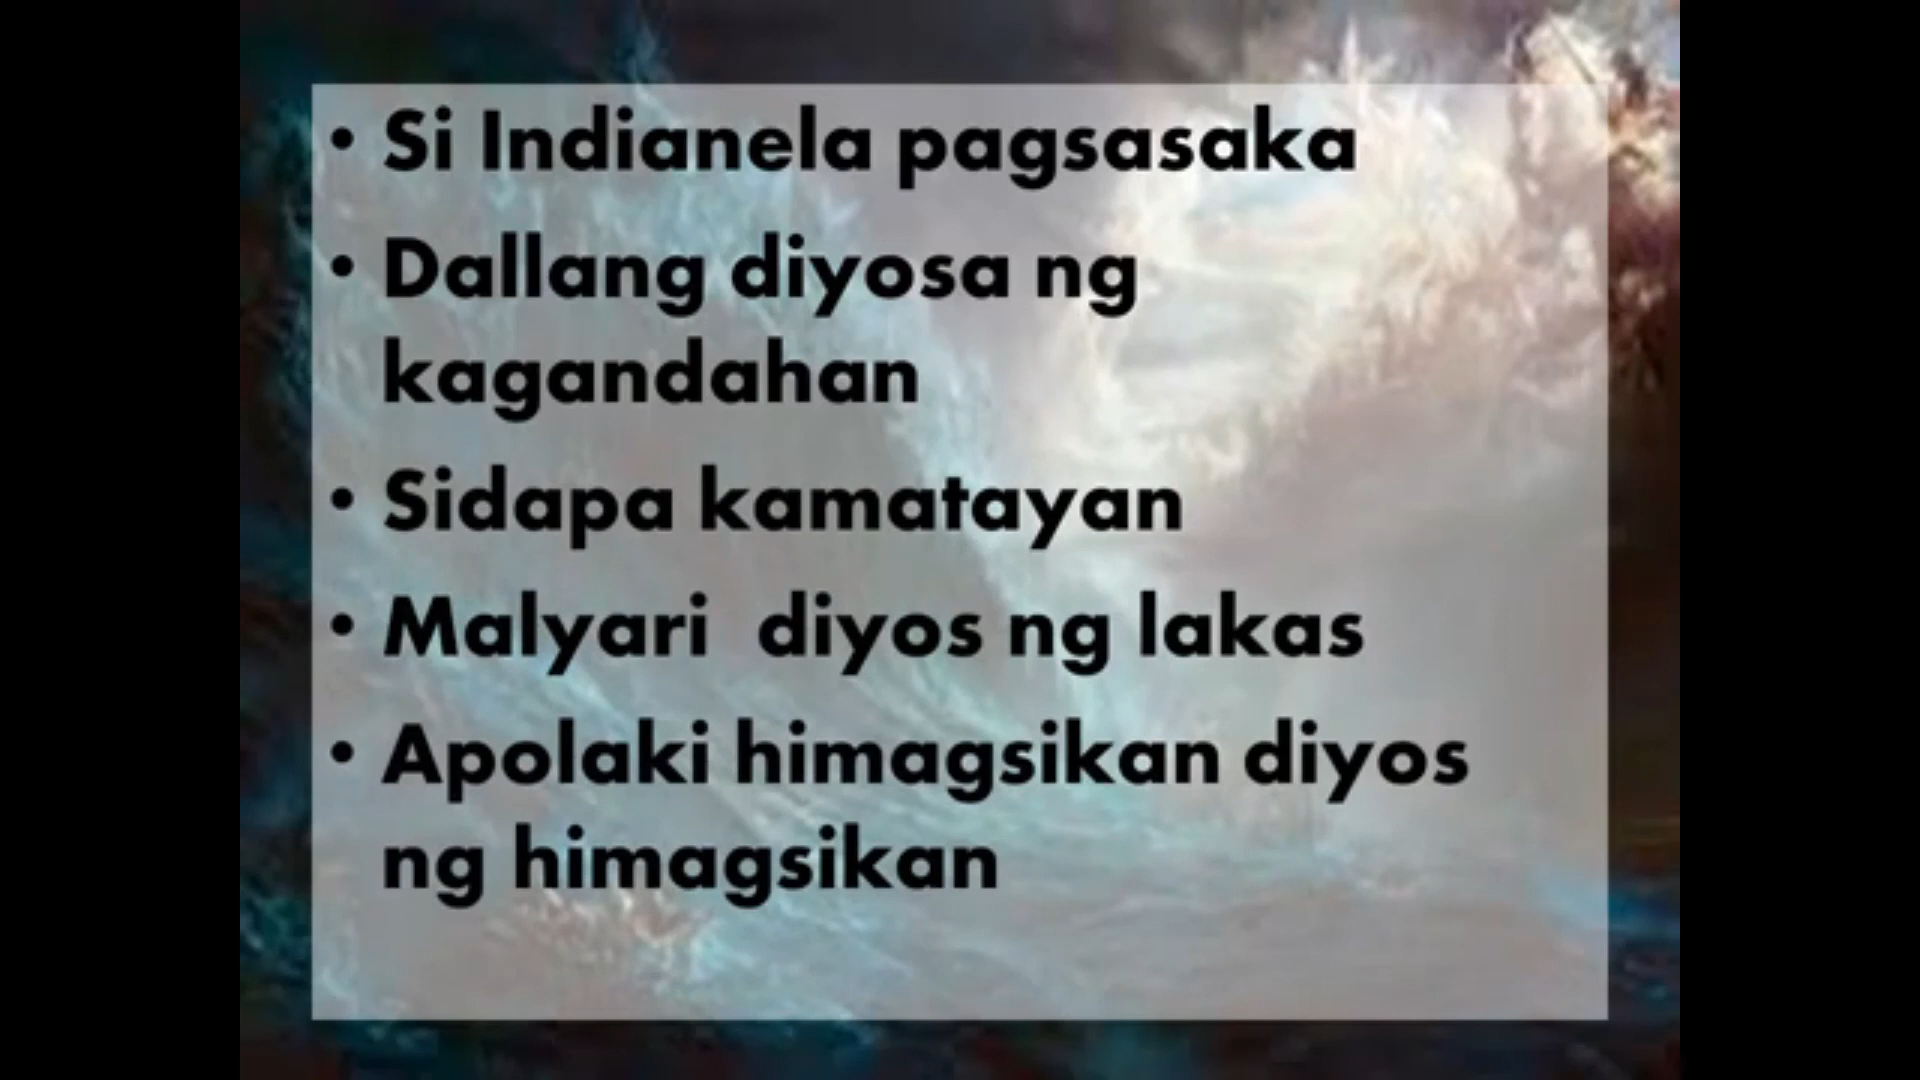 • Si Indianela pagsasaka
• Dallang diyosa ng
kagandahan
• Sidapa kamatayan
• Malyari  diyos ng lakas
• Apolaki himagsikan diyos
ng himagsikan